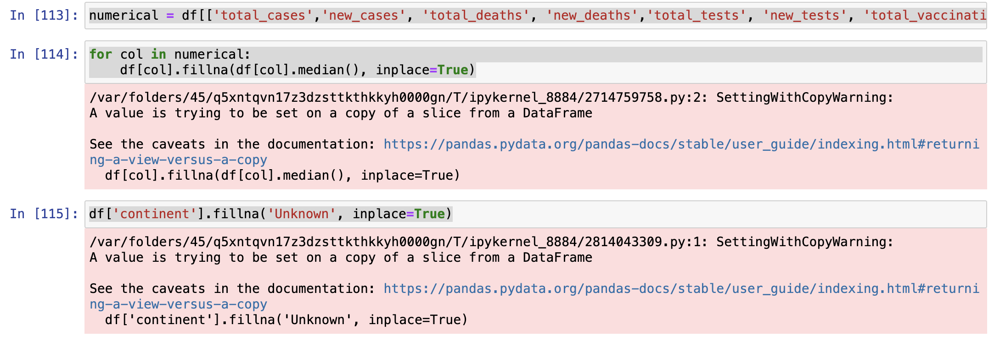 In [113]: numerical = df[['total_cases','new_cases', 'total_deaths', 'new_deaths','total_tests', 'new_tests', 'total_vaccinati
In [114]: for col in numerical:
    df[col].fillna(df[col].median(), inplace=True)
/var/folders/45/q5xntqvn17z3dzsttkthkkyh0000gn/T/ipykernel_8884/2714759758.py:2: SettingWithCopyWarning:
A value is trying to be set on a copy of a slice from a DataFrame
See the caveats in the documentation: https://pandas.pydata.org/pandas-docs/stable/user_guide/indexing.html#returni
ng-a-view-versus-a-copy
  df[col].fillna(df[col].median(), inplace=True)
In [115]: df['continent'].fillna('Unknown', inplace=True)
/var/folders/45/q5xntqvn17z3dzsttkthkkyh0000gn/T/ipykernel_8884/2814043309.py:1: SettingWithCopyWarning:
A value is trying to be set on a copy of a slice from a DataFrame
See the caveats in the documentation: https://pandas.pydata.org/pandas-docs/stable/user_guide/indexing.html#returni
ng-a-view-versus-a-copy
  df['continent'].fillna('Unknown', inplace=True)